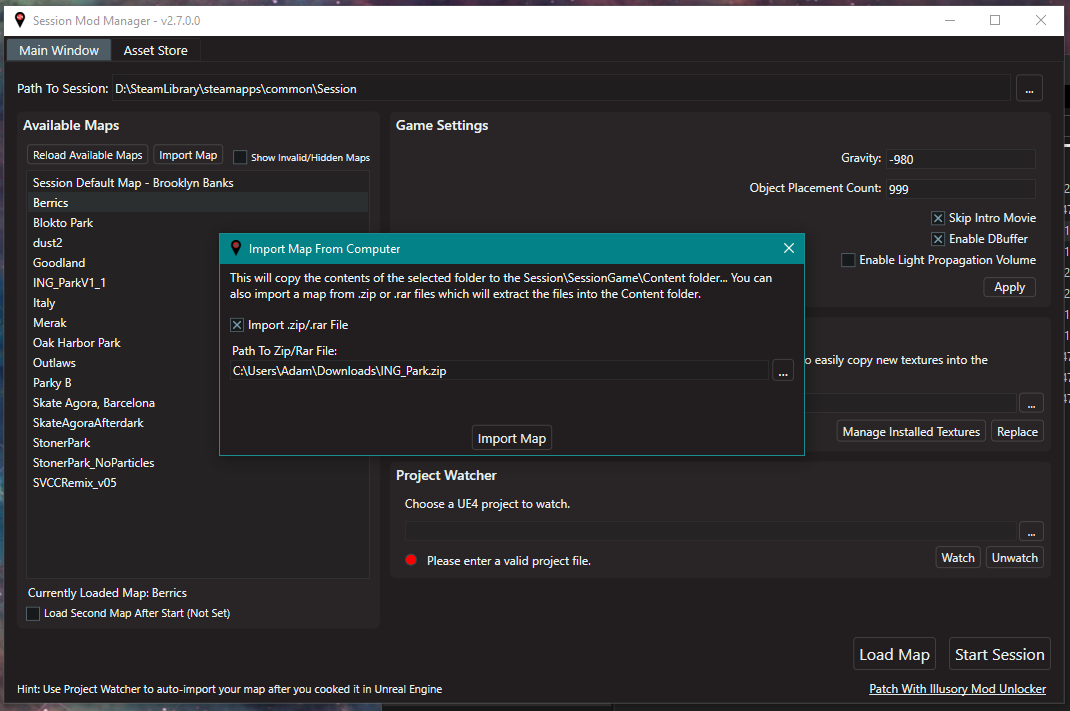 Session Mod Manager - v2.7.0.0
Main Window Asset Store
Path To Session: D:\SteamLibrary\steamapps\common\Session ...
Available Maps
Reload Available Maps Import Map Show Invalid/Hidden Maps
Session Default Map - Brooklyn Banks
Berrics
Blokto Park
dust2
Goodland
ING_ParkV1_1
Italy
Merak
Oak Harbor Park
Outlaws
Parky B
Skate Agora, Barcelona
SkateAgoraAfterdark
StonerPark
StonerPark_NoParticles
SVCCRemix_v05
Currently Loaded Map: Berrics
Load Second Map After Start (Not Set)
Game Settings
Gravity: -980
Object Placement Count: 999
Skip Intro Movie
Enable DBuffer
Enable Light Propagation Volume
Apply
Import Map From Computer
This will copy the contents of the selected folder to the Session\SessionGame\Content folder... You can
also import a map from .zip or .rar files which will extract the files into the Content folder.
Import .zip/.rar File
Path To Zip/Rar File:
C:\Users\Adam\Downloads\ING_Park.zip ...
Import Map
o easily copy new textures into the
...
Manage Installed Textures Replace
Project Watcher
Choose a UE4 project to watch.
...
Please enter a valid project file.
Watch Unwatch
Load Map Start Session
Hint: Use Project Watcher to auto-import your map after you cooked it in Unreal Engine
Patch With Illusory Mod Unlocker